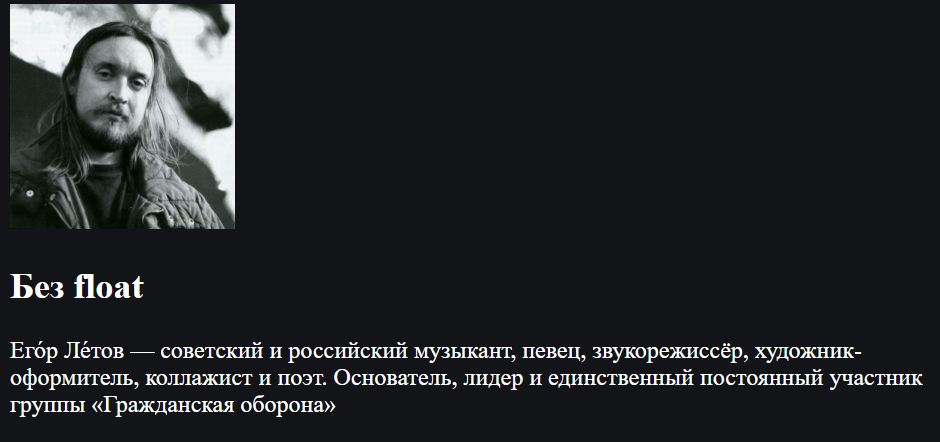 Без float
Его́р Ле́тов — советский и российский музыкант, певец, звукорежиссёр, художник-
оформитель, коллажист и поэт. Основатель, лидер и единственный постоянный участник
группы «Гражданская оборона»